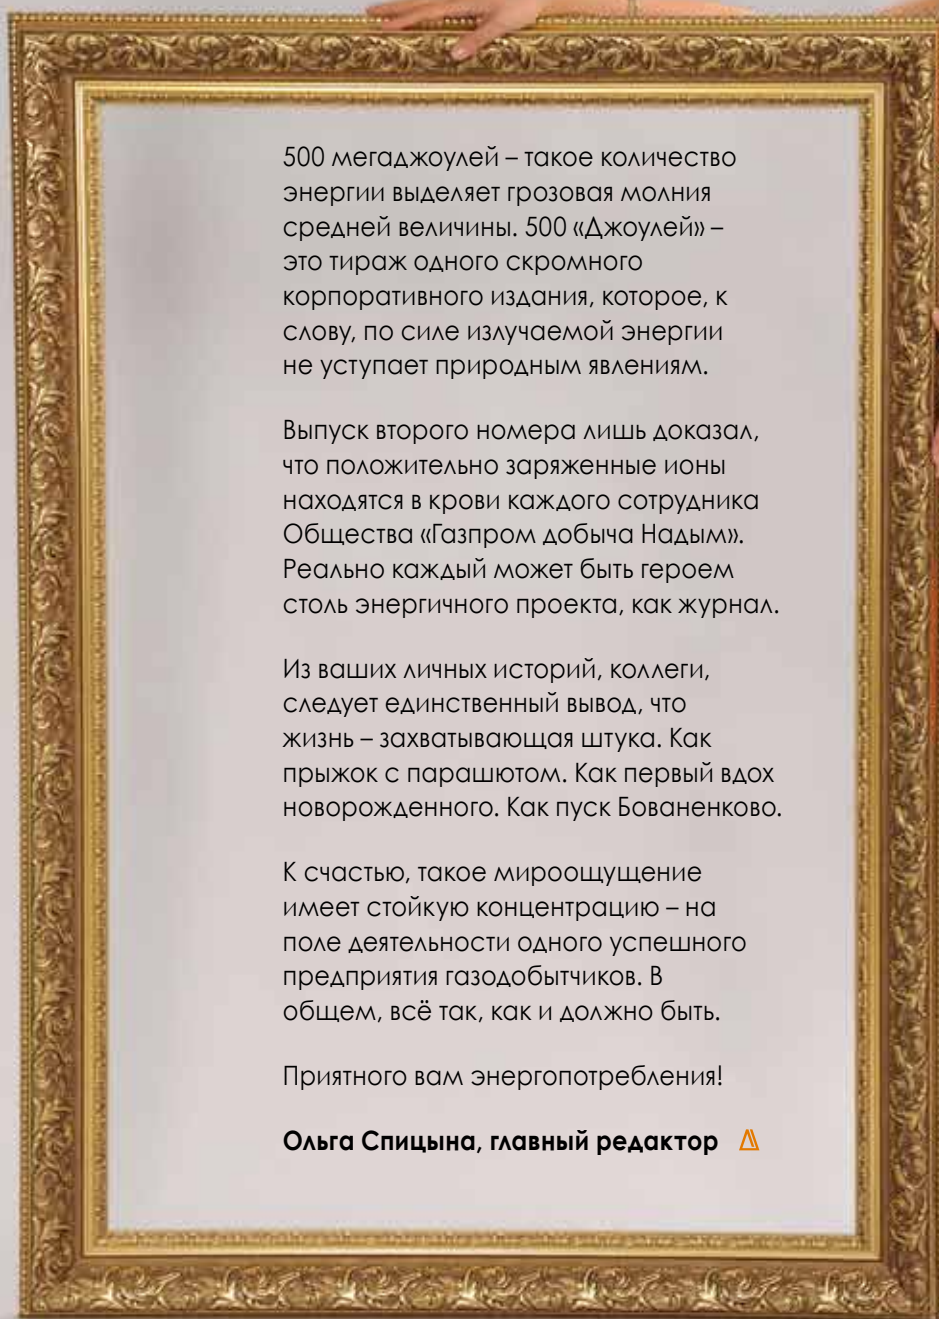 500 мегаджоулей – такое количество
энергии выделяет грозовая молния
средней величины. 500 «Джоулей» –
это тираж одного скромного
корпоративного издания, которое, к
слову, по силе излучаемой энергии
не уступает природным явлениям.
Выпуск второго номера лишь доказал,
что положительно заряженные ионы
находятся в крови каждого сотрудника
Общества «Газпром добыча Надым».
Реально каждый может быть героем
столь энергичного проекта, как журнал.
Из ваших личных историй, коллеги,
следует единственный вывод, что
жизнь – захватывающая штука. Как
прыжок с парашютом. Как первый вдох
новорожденного. Как пуск Бованенково.
К счастью, такое мироощущение
имеет стойкую концентрацию – на
поле деятельности одного успешного
предприятия газодобытчиков. В
общем, всё так, как и должно быть.
Приятного вам энергопотребления!
Ольга Спицына, главный редактор